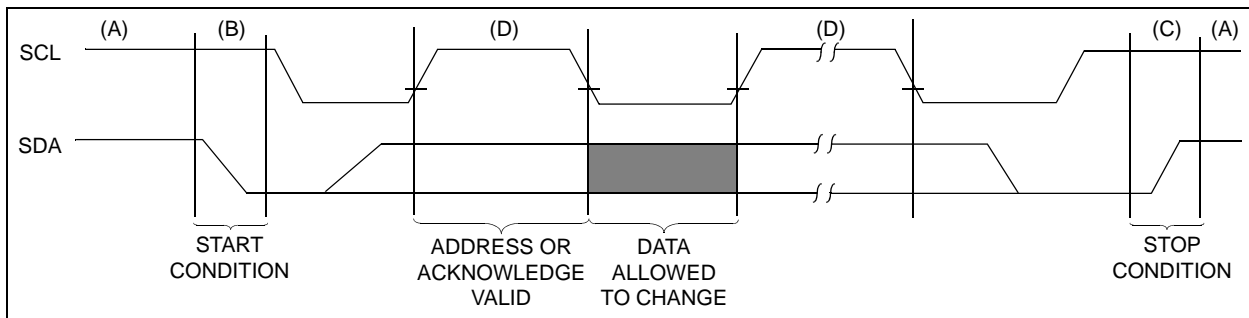 (A) (B) (D) (D) (C) (A)
SCL
SDA
START
CONDITION
ADDRESS OR
ACKNOWLEDGE
VALID
DATA
ALLOWED
TO CHANGE
STOP
CONDITION